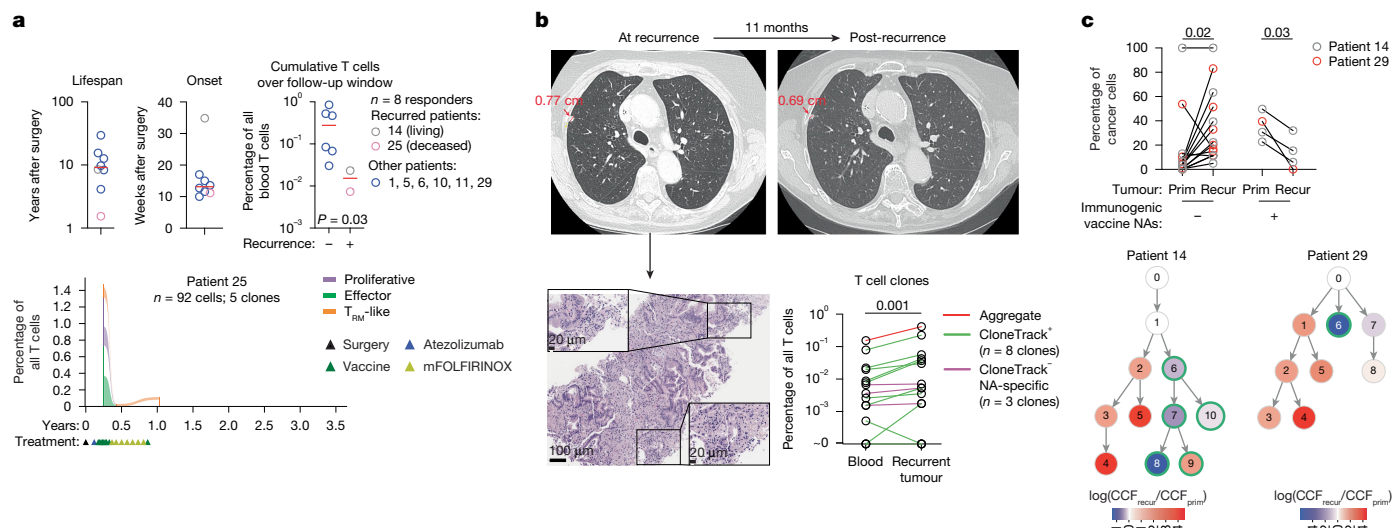 a
Lifespan
Years after surgery
100
10
1
Onset
Weeks after surgery
40
30
20
10
0
Cumulative T cells
over follow-up window
Percentage of all
blood T cells
10⁰
10⁻¹
10⁻²
10⁻³
P = 0.03
Recurrence: − +
n = 8 responders
Recurred patients:
14 (living)
25 (deceased)
Other patients:
1, 5, 6, 10, 11, 29
Patient 25
n = 92 cells; 5 clones
Percentage of
all T cells
1.4
1.2
1.0
0.8
0.6
0.4
0.2
0
Years: 0 0.5 1.0 1.5 2.0 2.5 3.0 3.5
Treatment:
Proliferative
Effector
TRM-like
Surgery
Atezolizumab
Vaccine
mFOLFIRINOX
b
11 months
At recurrence
Post-recurrence
0.77 cm
0.69 cm
20 μm
100 μm
20 μm
T cell clones
0.001
Percentage of all T cells
10⁰
10⁻¹
10⁻²
10⁻³
~0
Blood
Recurrent
tumour
Aggregate
CloneTrack⁺
(n = 8 clones)
CloneTrack⁻
NA-specific
(n = 3 clones)
c
0.02
0.03
Percentage of
cancer cells
100
80
60
40
20
0
Patient 14
Patient 29
Tumour: Prim Recur Prim Recur
Immunogenic
vaccine NAs:
− +
Patient 14
0
1
2 6
3 5 7 10
4 8 9
log(CCFrecur/CCFprim)
Patient 29
0
1 6 7
2 5 8
3 4
log(CCFrecur/CCFprim)